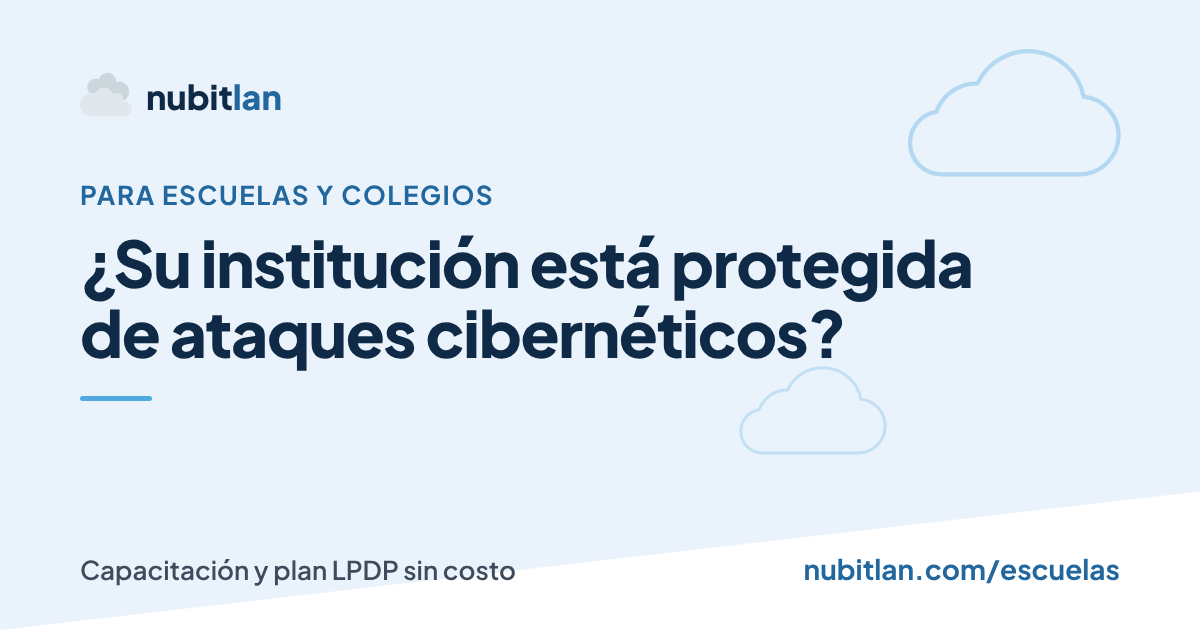 nubitlan
PARA ESCUELAS Y COLEGIOS
¿Su institución está protegida
de ataques cibernéticos?
Capacitación y plan LPDP sin costo
nubitlan.com/escuelas